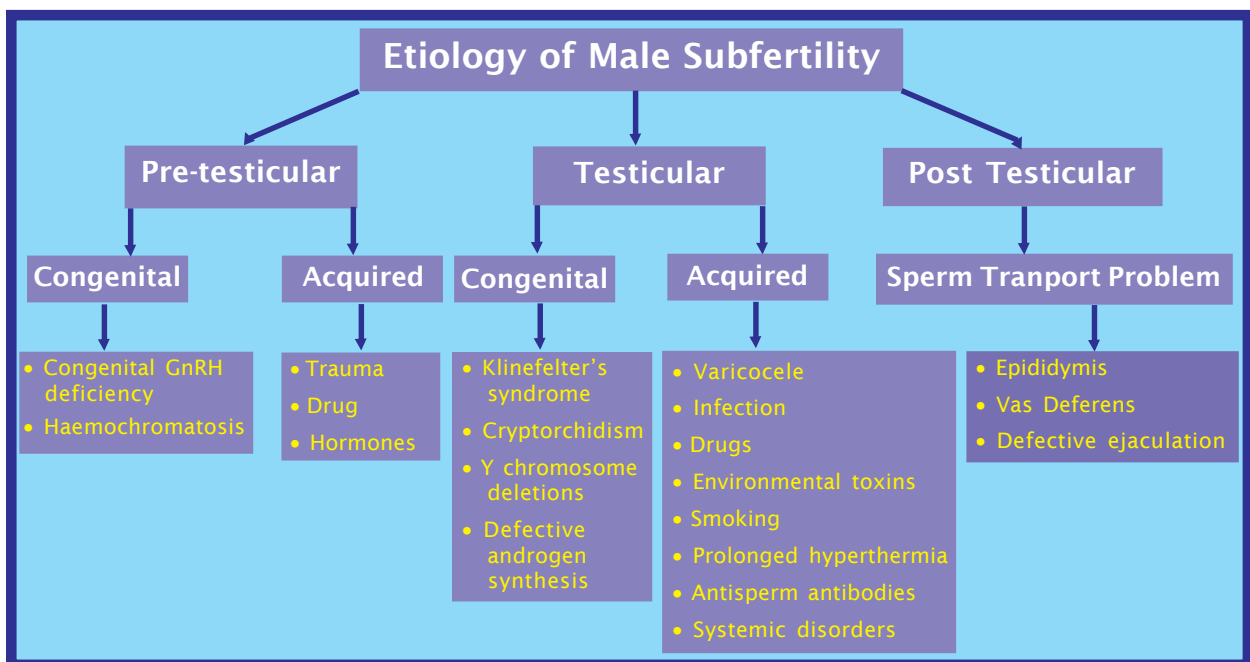 Etiology of Male Subfertility
Pre-testicular
Testicular
Post Testicular
Congenital
Acquired
Congenital
Acquired
Sperm Tranport Problem
• Congenital GnRH
deficiency
• Haemochromatosis
• Trauma
• Drug
• Hormones
• Klinefelter's
syndrome
• Cryptorchidism
• Y chromosome
deletions
• Defective
androgen
synthesis
• Varicocele
• Infection
• Drugs
• Environmental toxins
• Smoking
• Prolonged hyperthermia
• Antisperm antibodies
• Systemic disorders
• Epididymis
• Vas Deferens
• Defective ejaculation